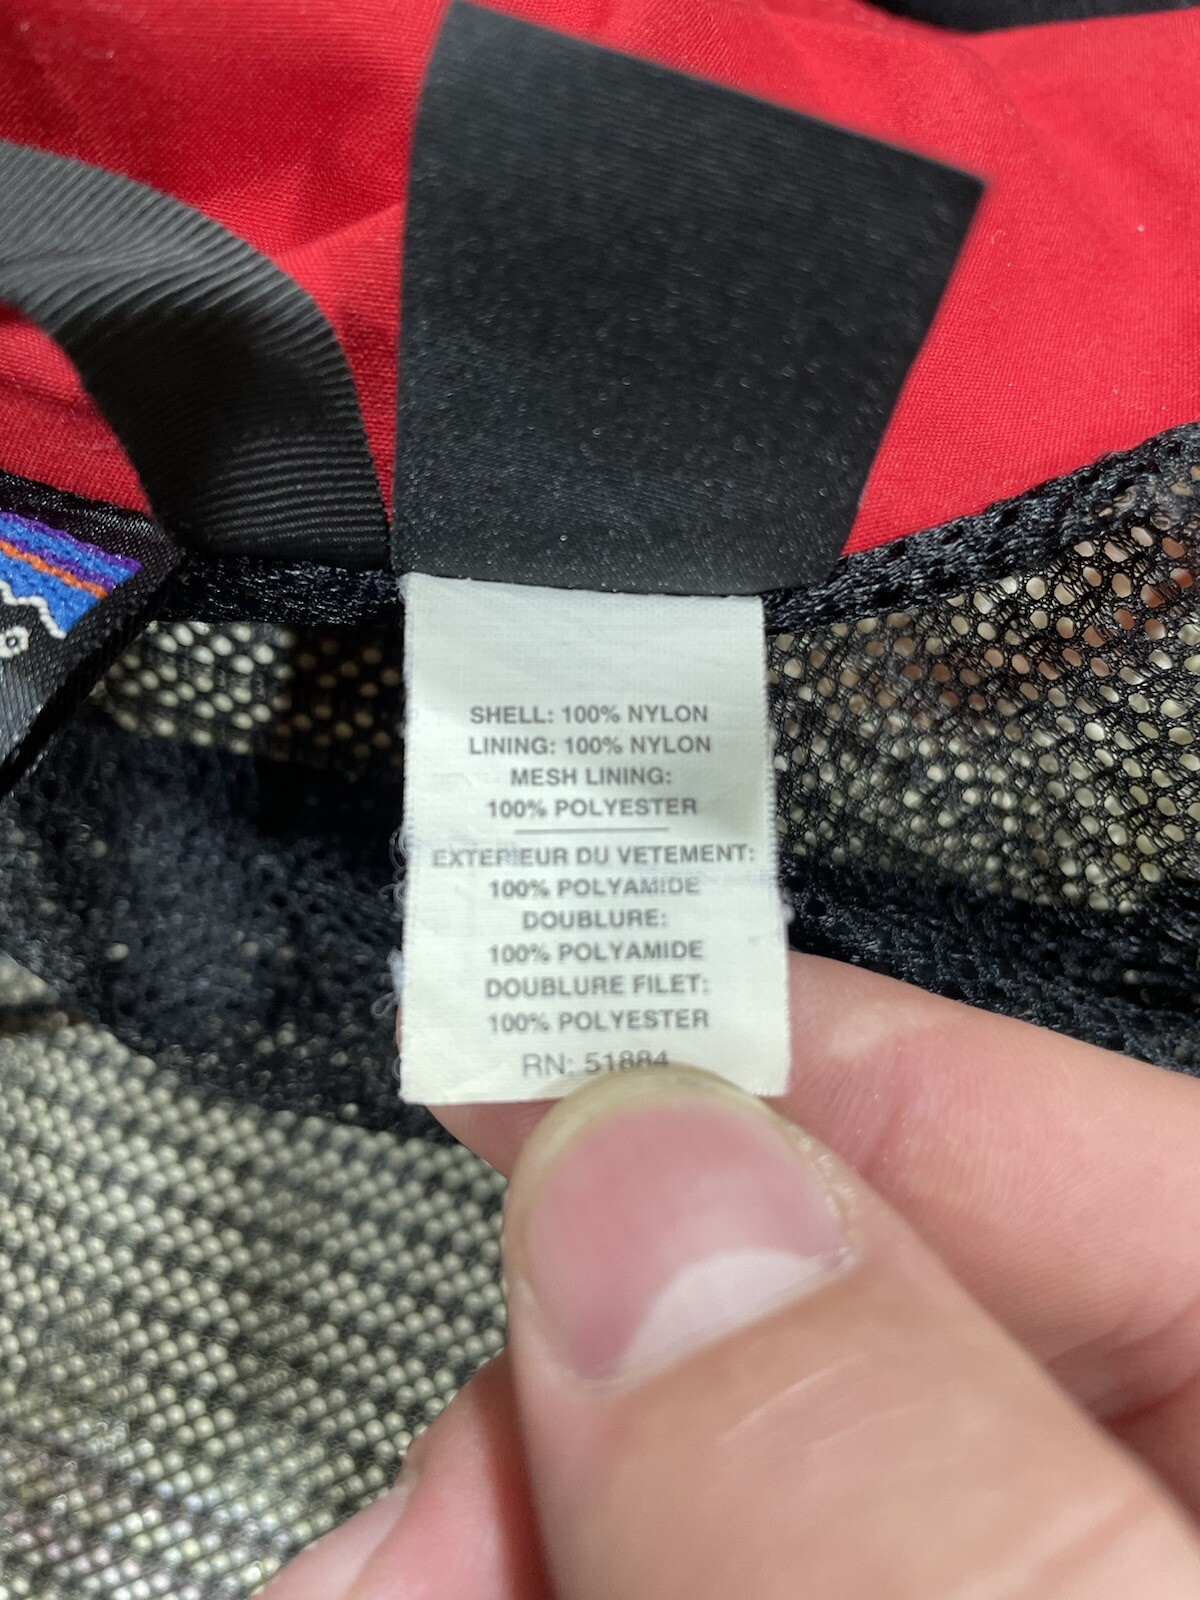 SHELL: 100% NYLON
LINING: 100% NYLON
MESH LINING:
100% POLYESTER
EXTERIEUR DU VETEMENT:
100% POLYAMIDE
DOUBLURE:
100% POLYAMIDE
DOUBLURE FILET:
100% POLYESTER
RN: 51884